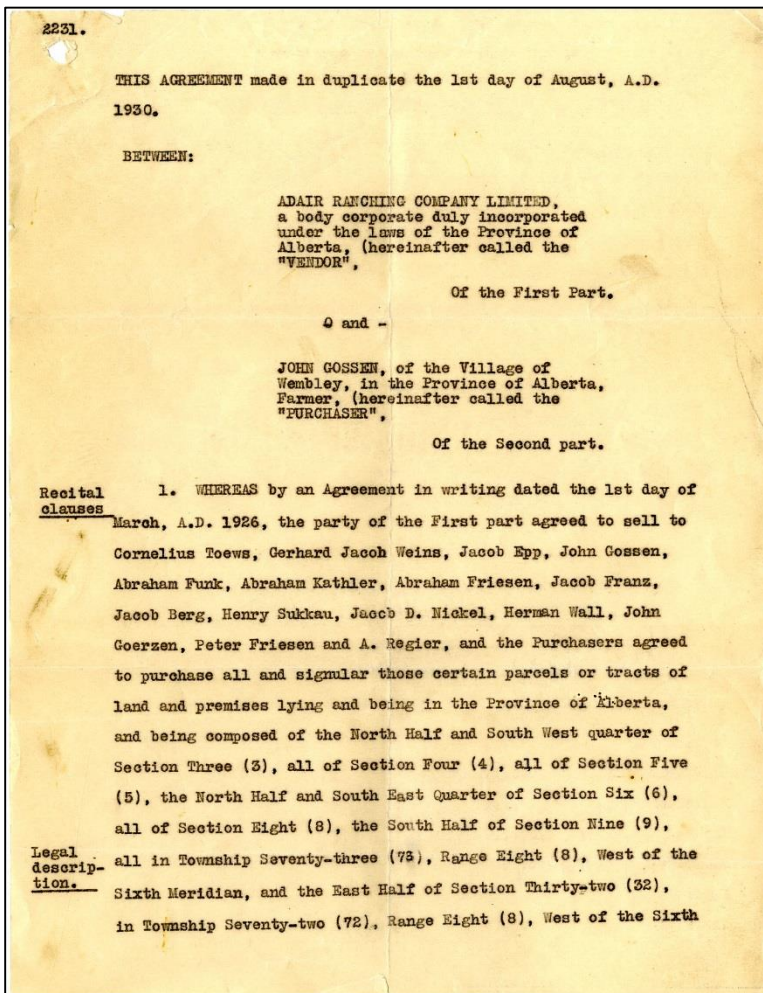 2231.
THIS AGREEMENT made in duplicate the 1st day of August, A.D.
1930.
BETWEEN:
ADAIR RANCHING COMPANY LIMITED,
a body corporate duly incorporated
under the laws of the Province of
Alberta, (hereinafter called the
"VENDOR",
Of the First Part.
O and -
JOHN GOSSEN, of the Village of
Wembley, in the Province of Alberta,
Farmer, (hereinafter called the
"PURCHASER",
Of the Second part.
Recital
clauses
1. WHEREAS by an Agreement in writing dated the 1st day of
March, A.D. 1926, the party of the First part agreed to sell to
Cornelius Toews, Gerhard Jacob Weins, Jacob Epp, John Gossen,
Abraham Funk, Abraham Kathler, Abraham Friesen, Jacob Franz,
Jacob Berg, Henry Sukkau, Jacob D. Nickel, Herman Wall, John
Goerzen, Peter Friesen and A. Regier, and the Purchasers agreed
to purchase all and signular those certain parcels or tracts of
land and premises lying and being in the Province of Alberta,
and being composed of the North Half and South West quarter of
Section Three (3), all of Section Four (4), all of Section Five
(5), the North Half and South East Quarter of Section Six (6),
all of Section Eight (8), the South Half of Section Nine (9),
Legal
descrip-
tion.
all in Township Seventy-three (73), Range Eight (8), West of the
Sixth Meridian, and the East Half of Section Thirty-two (32),
in Township Seventy-two (72), Range Eight (8), West of the Sixth